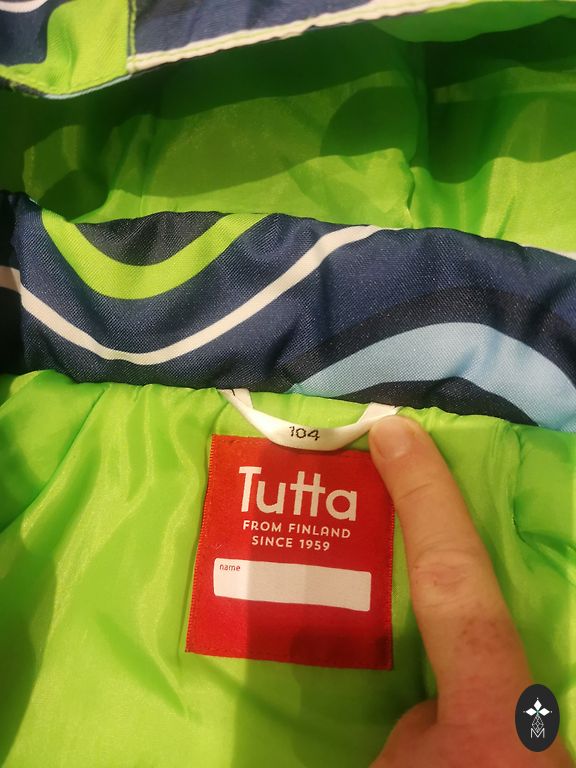 104
Tutta
FROM FINLAND
SINCE 1959
name